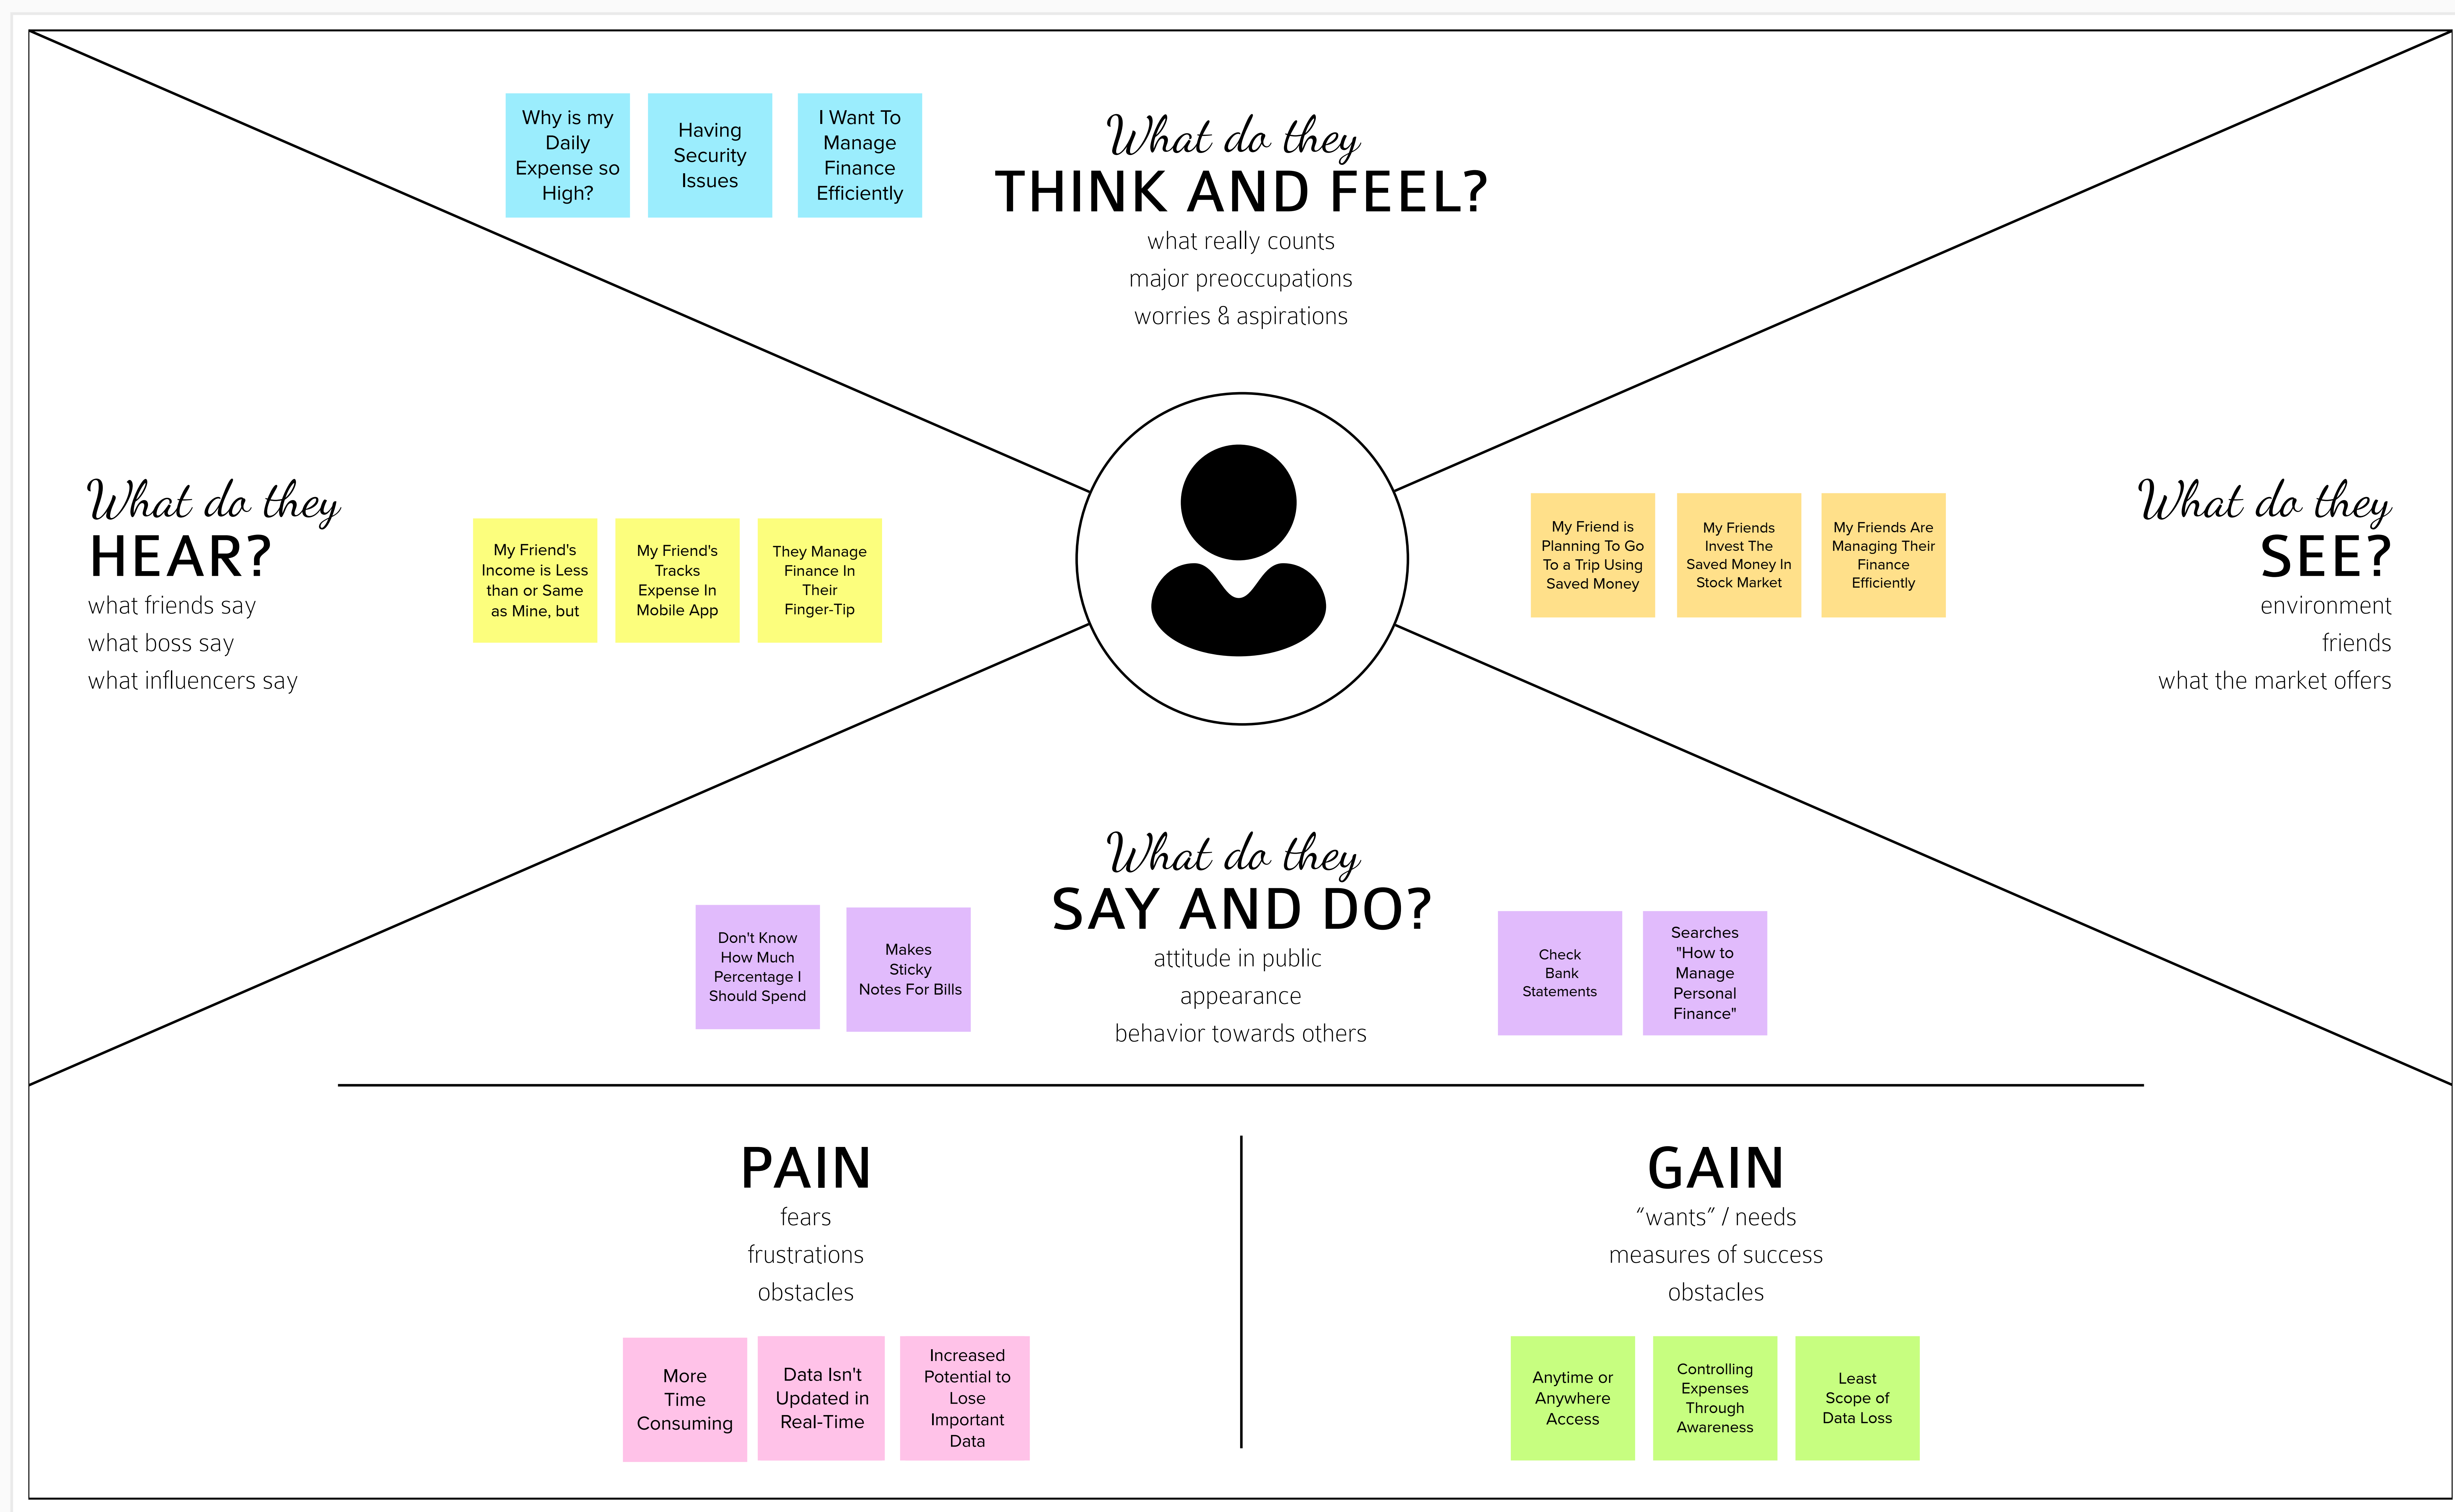 Why is my
Daily
Expense so
High?
Having
Security
Issues
I Want To
Manage
Finance
Efficiently
What do they
THINK AND FEEL?
what really counts
major preoccupations
worries & aspirations
What do they
HEAR?
what friends say
what boss say
what influencers say
My Friend's
Income is Less
than or Same
as Mine, but
My Friend's
Tracks
Expense In
Mobile App
They Manage
Finance In
Their
Finger-Tip
My Friend is
Planning To Go
To a Trip Using
Saved Money
My Friends
Invest The
Saved Money In
Stock Market
My Friends Are
Managing Their
Finance
Efficiently
What do they
SEE?
environment
friends
what the market offers
What do they
SAY AND DO?
attitude in public
appearance
behavior towards others
Don't Know
How Much
Percentage I
Should Spend
Makes
Sticky
Notes For Bills
Check
Bank
Statements
Searches
"How to
Manage
Personal
Finance"
PAIN
fears
frustrations
obstacles
More
Time
Consuming
Data Isn't
Updated in
Real-Time
Increased
Potential to
Lose
Important
Data
GAIN
“wants” / needs
measures of success
obstacles
Anytime or
Anywhere
Access
Controlling
Expenses
Through
Awareness
Least
Scope of
Data Loss